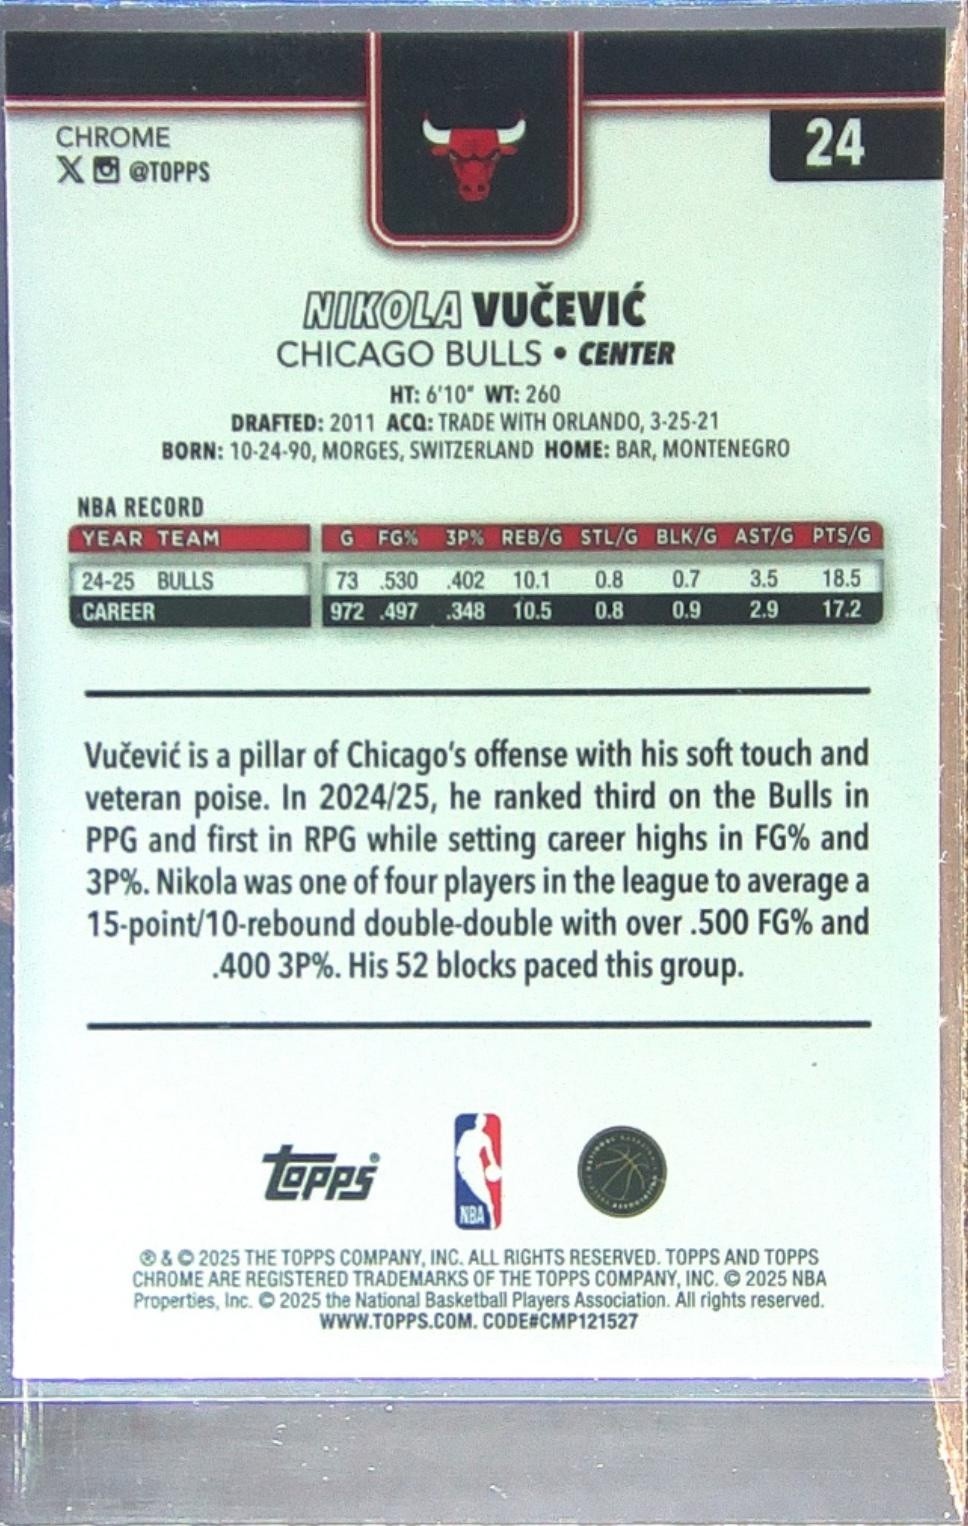 CHROME
24
X @TOPPS
NIKOLA VUČEVIĆ
CHICAGO BULLS • CENTER
HT: 6'10" WT: 260
DRAFTED: 2011 ACQ: TRADE WITH ORLANDO, 3-25-21
BORN: 10-24-90, MORGES, SWITZERLAND HOME: BAR, MONTENEGRO
NBA RECORD
YEAR TEAM G FG% 3P% REB/G STL/G BLK/G AST/G PTS/G
24-25 BULLS 73 .530 .402 10.1 0.8 0.7 3.5 18.5
CAREER 972 .497 .348 10.5 0.8 0.9 2.9 17.2
Vučević is a pillar of Chicago's offense with his soft touch and
veteran poise. In 2024/25, he ranked third on the Bulls in
PPG and first in RPG while setting career highs in FG% and
3P%. Nikola was one of four players in the league to average a
15-point/10-rebound double-double with over .500 FG% and
.400 3P%. His 52 blocks paced this group.
Topps®
NBA
® & © 2025 THE TOPPS COMPANY, INC. ALL RIGHTS RESERVED. TOPPS AND TOPPS
CHROME ARE REGISTERED TRADEMARKS OF THE TOPPS COMPANY, INC. © 2025 NBA
Properties, Inc. © 2025 the National Basketball Players Association. All rights reserved.
WWW.TOPPS.COM. CODE#CMP121527